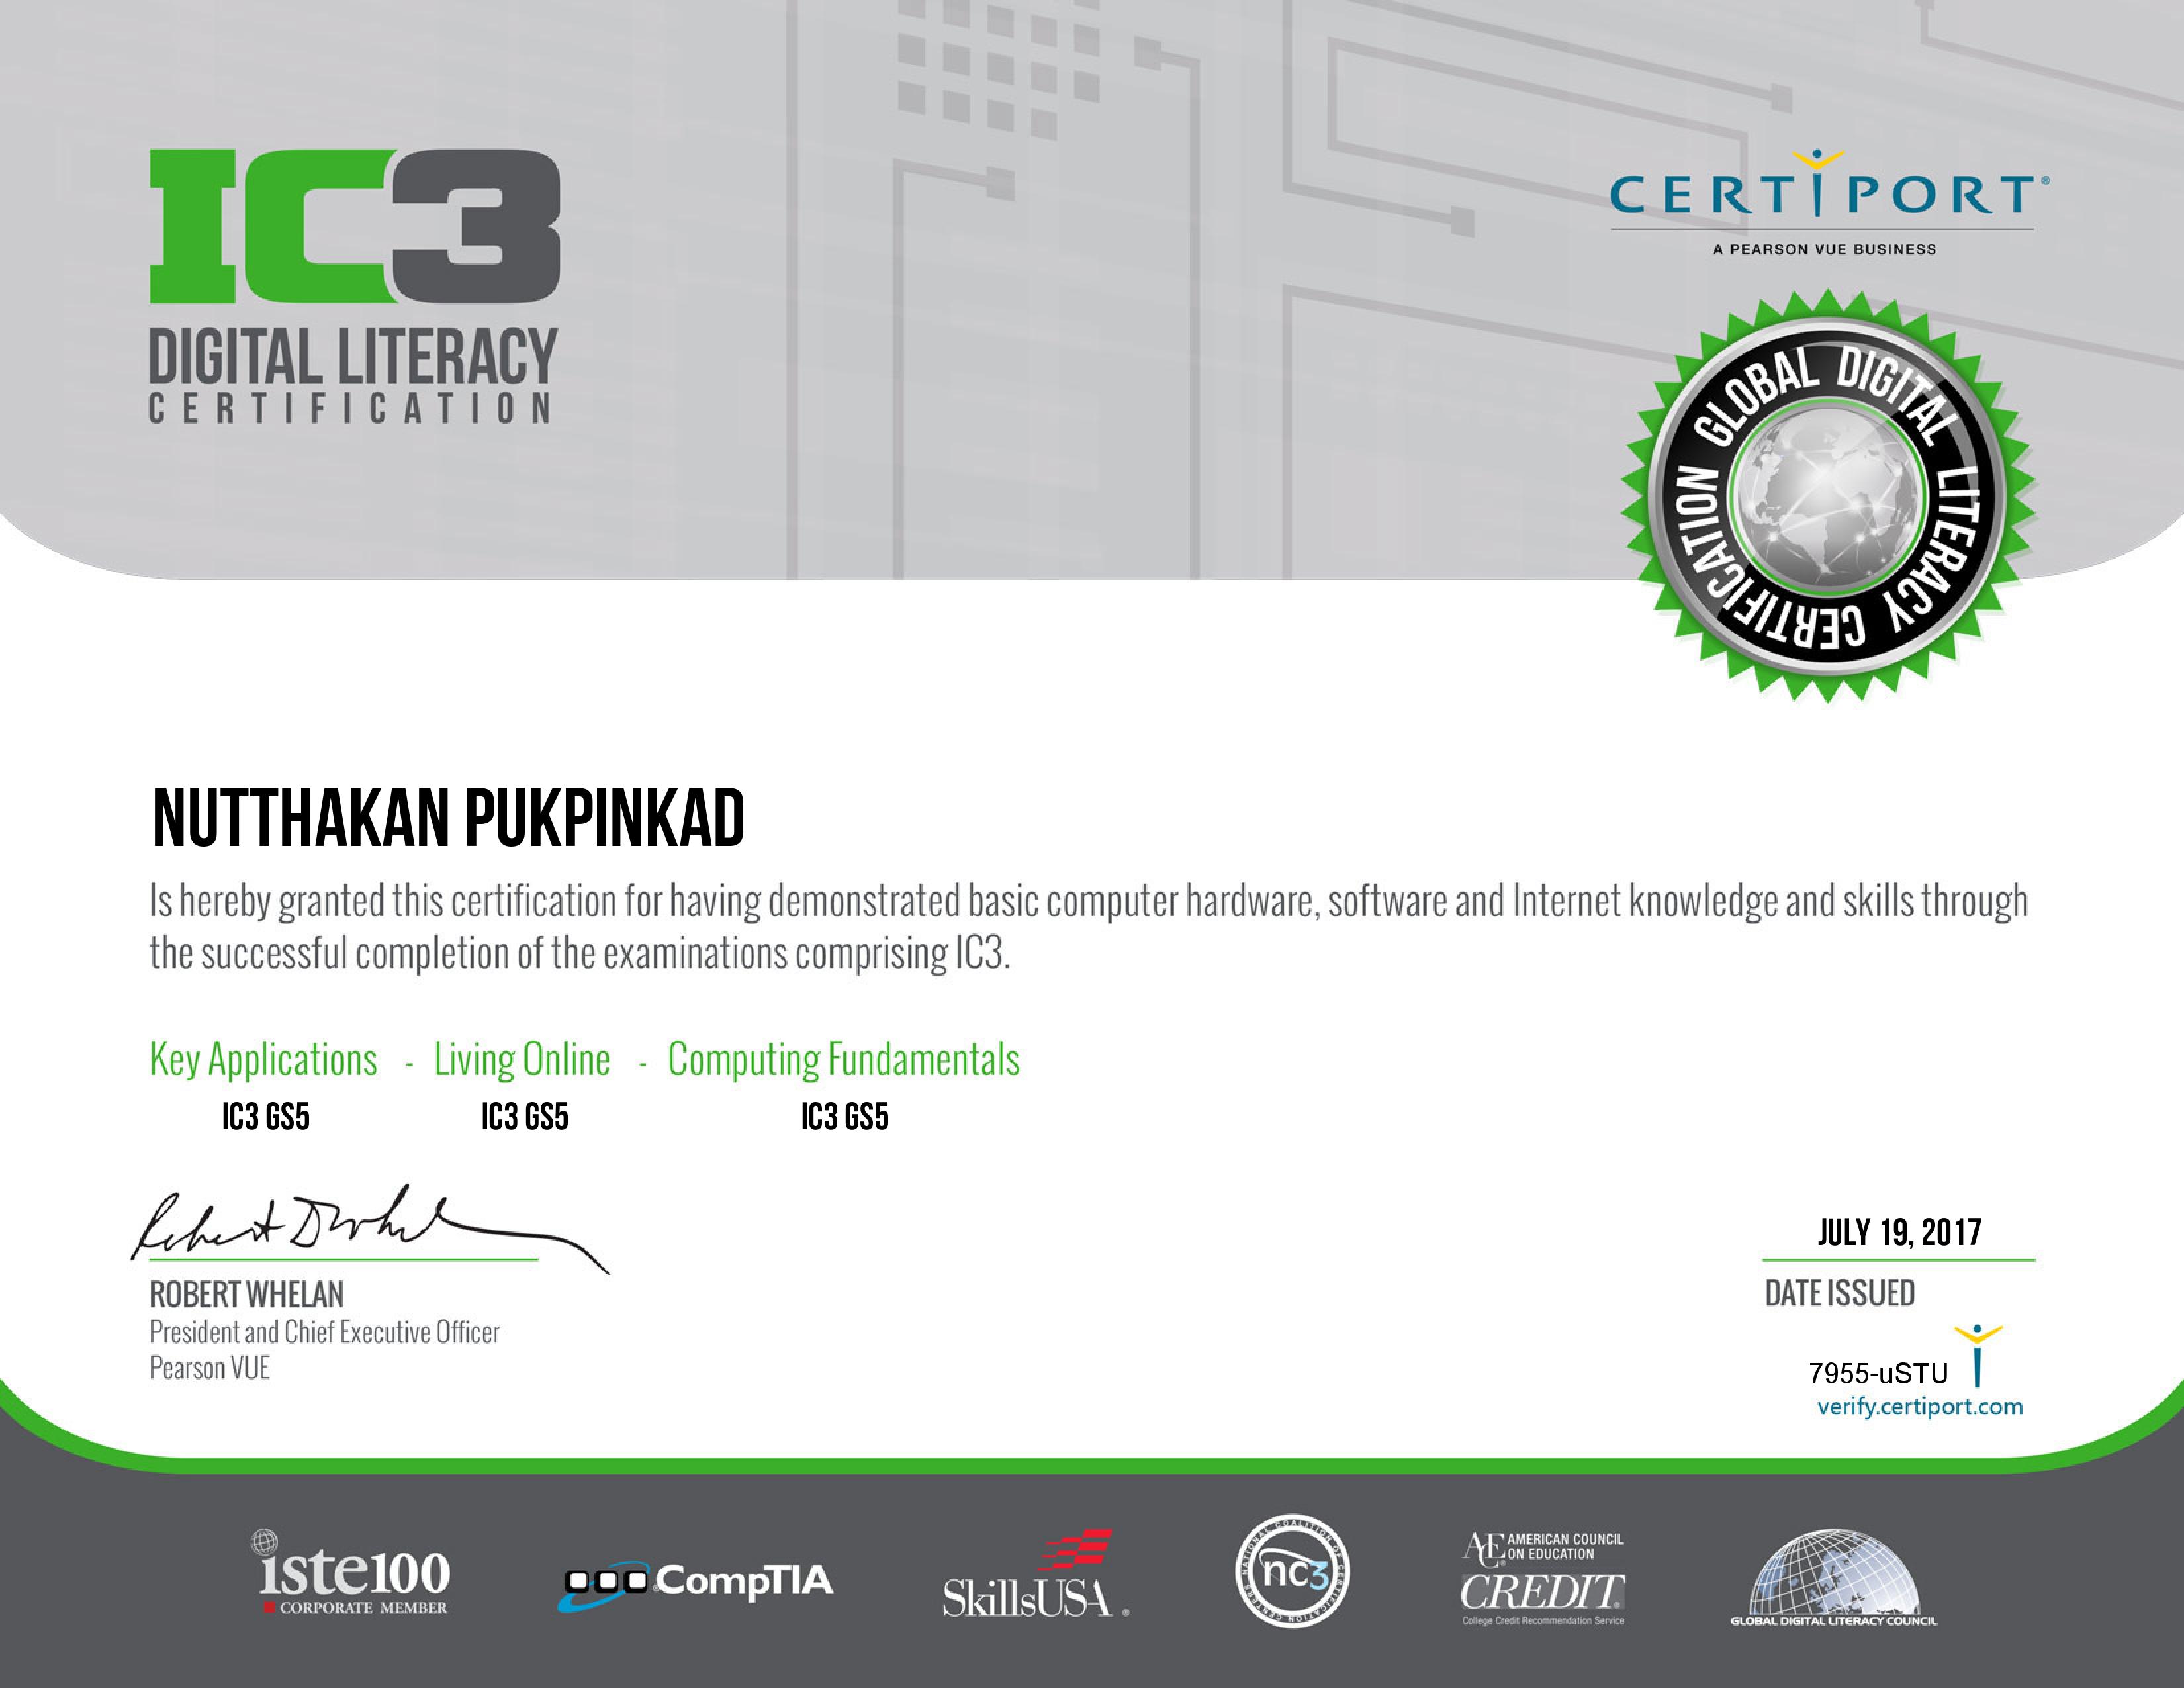 IC3
DIGITAL LITERACY
CERTIFICATION
CERTIPORT®
A PEARSON VUE BUSINESS
GLOBAL DIGITAL LITERACY CERTIFICATION
NUTTHAKAN PUKPINKAD
Is hereby granted this certification for having demonstrated basic computer hardware, software and Internet knowledge and skills through
the successful completion of the examinations comprising IC3.
Key Applications - Living Online - Computing Fundamentals
IC3 GS5 IC3 GS5 IC3 GS5
JULY 19, 2017
ROBERT WHELAN
President and Chief Executive Officer
Pearson VUE
DATE ISSUED
7955-uSTU
verify.certiport.com
iste100
CORPORATE MEMBER
CompTIA
SkillsUSA®
NATIONAL COALITION OF CERTIFICATION CENTERS
nc3
ACE AMERICAN COUNCIL
ON EDUCATION
CREDIT®
College Credit Recommendation Service
GLOBAL DIGITAL LITERACY COUNCIL